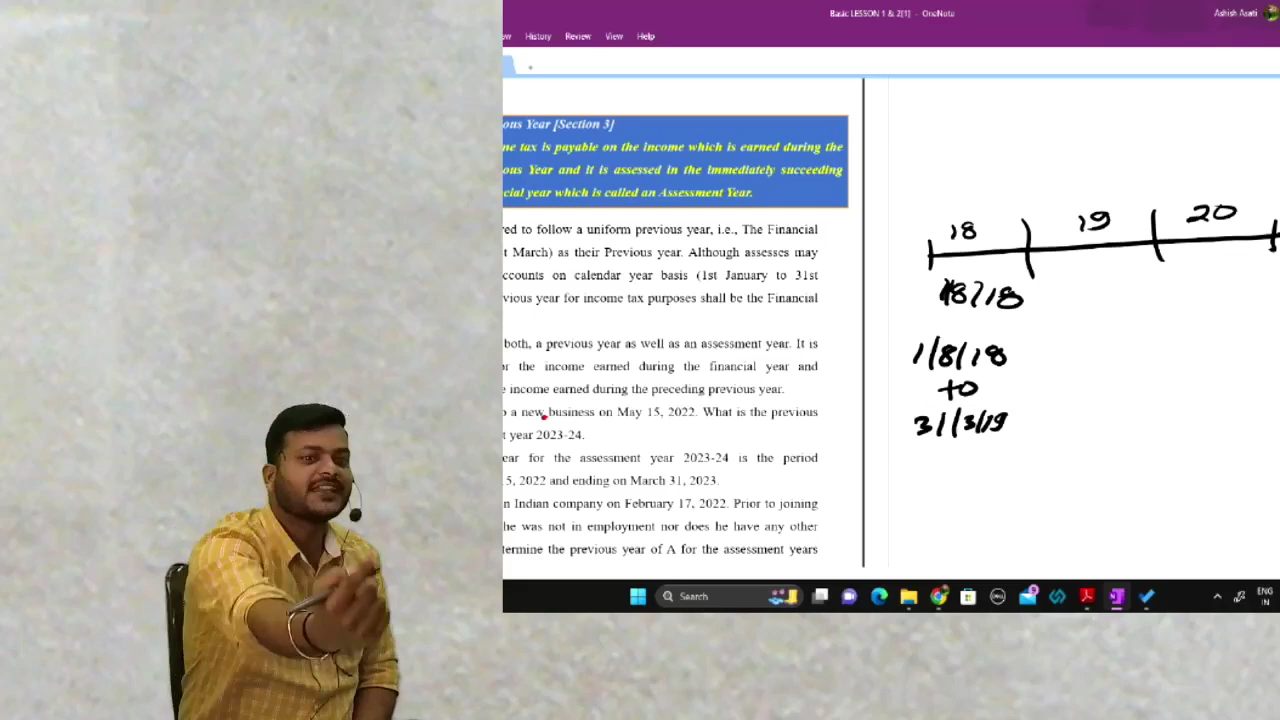 Basic LESSON 1 & 2[1] - OneNote
Ashish Asati
History Review View Help
ous Year [Section 3]
me tax is payable on the income which is earned during the
ous Year and it is assessed in the immediately succeeding
cial year which is called an Assessment Year.
red to follow a uniform previous year, i.e., The Financial
t March) as their Previous year. Although assesses may
ccounts on calendar year basis (1st January to 31st
vious year for income tax purposes shall be the Financial
both, a previous year as well as an assessment year. It is
or the income earned during the financial year and
e income earned during the preceding previous year.
p a new business on May 15, 2022. What is the previous
t year 2023-24.
ear for the assessment year 2023-24 is the period
15, 2022 and ending on March 31, 2023.
n Indian company on February 17, 2022. Prior to joining
he was not in employment nor does he have any other
termine the previous year of A for the assessment years
18 19 20
1/8/18
to
31/3/19
Search
ENG
IN